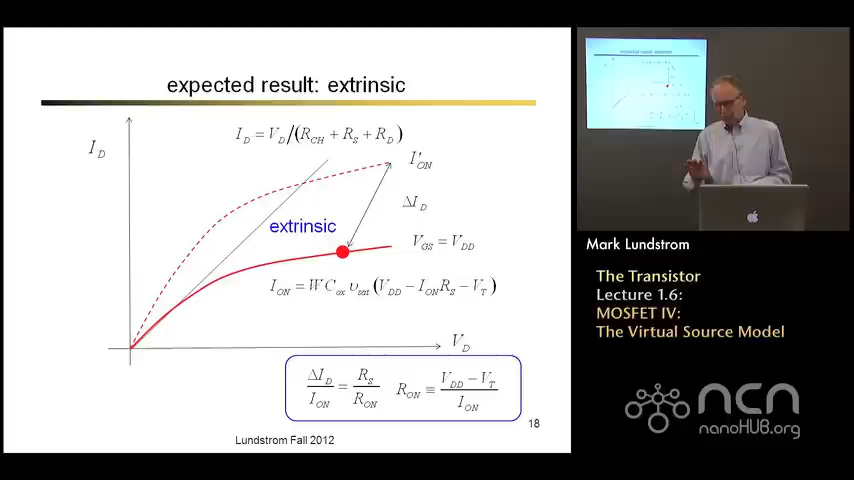 expected result: extrinsic
I_D = V_D/(R_CH + R_S + R_D)
I_D
I'_ON
ΔI_D
extrinsic
V_GS = V_DD
I_ON = W C_ox υ_sat (V_DD − I_ON R_S − V_T)
V_D
ΔI_D / I_ON = R_S / R_ON   R_ON ≡ (V_DD − V_T) / I_ON
18
Lundstrom Fall 2012
Mark Lundstrom
The Transistor
Lecture 1.6:
MOSFET IV:
The Virtual Source Model
ncn
nanoHUB.org